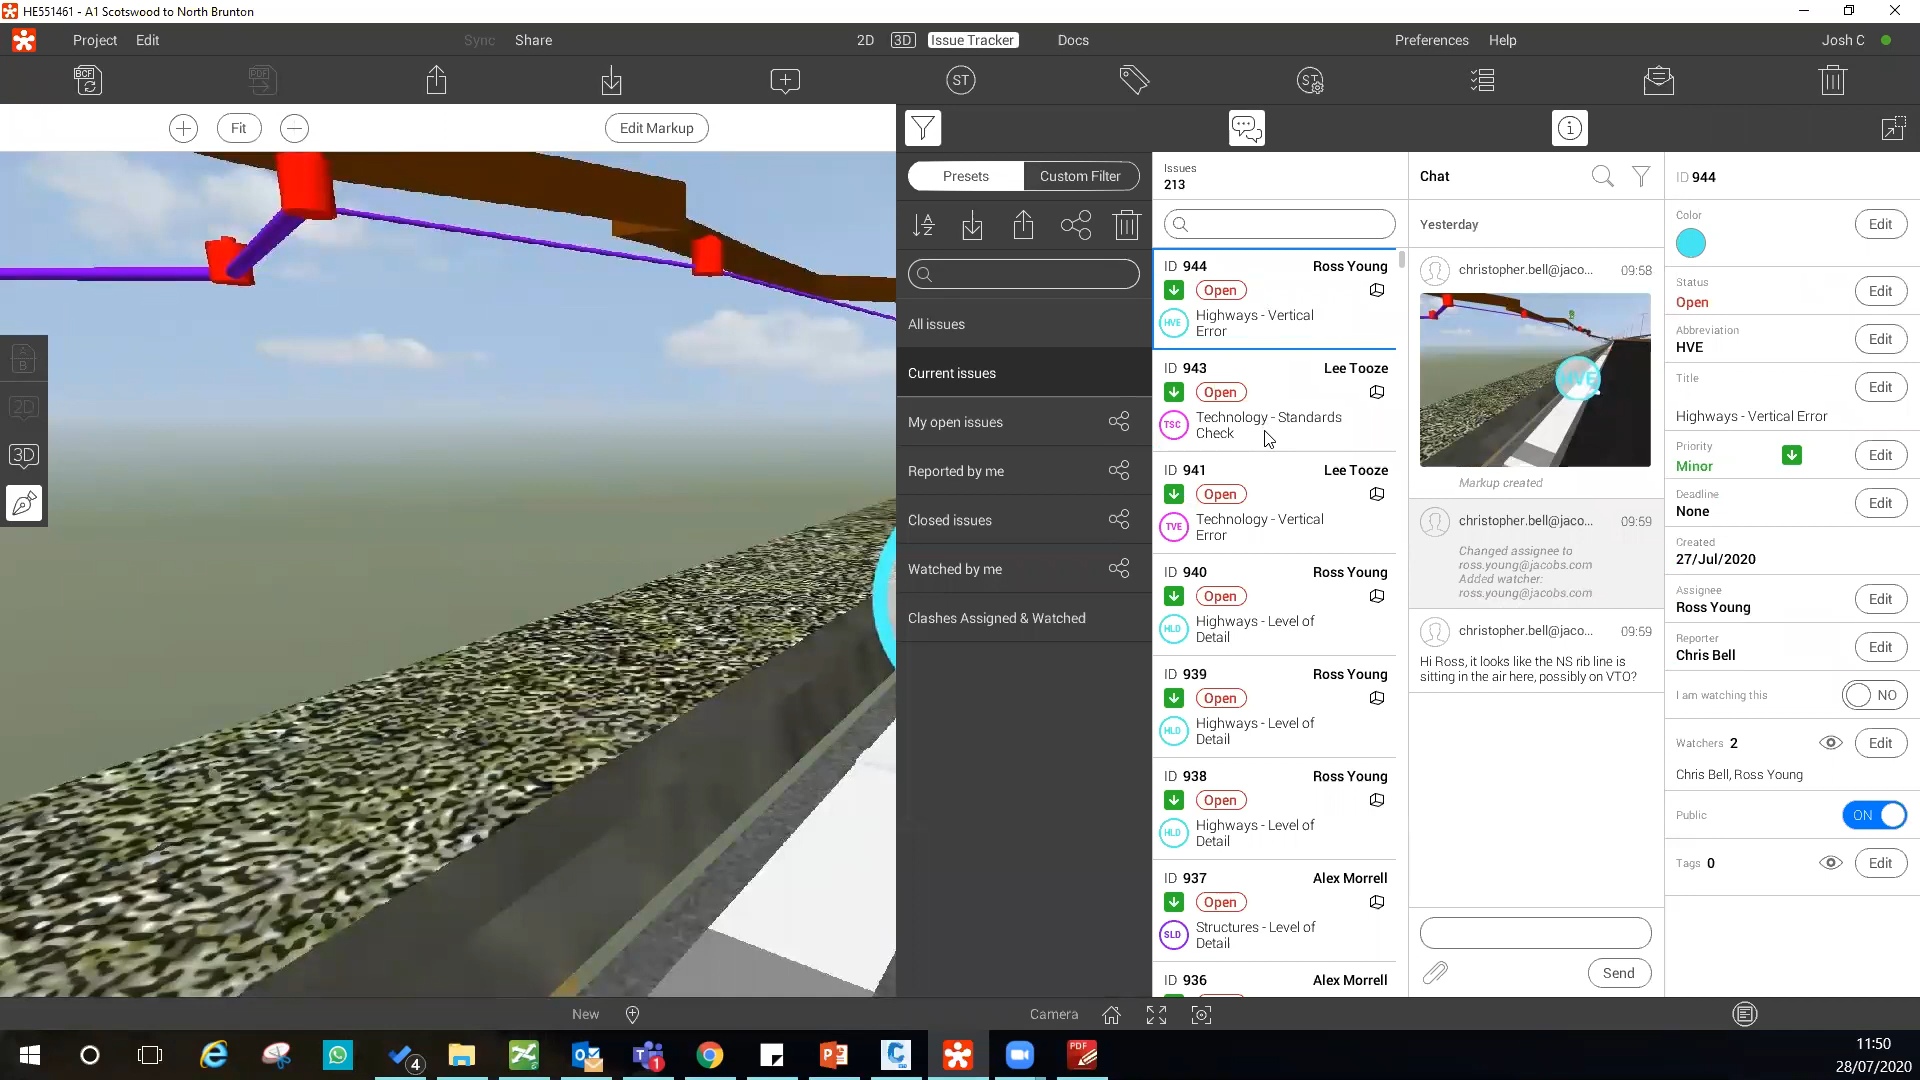 HE551461 - A1 Scotswood to North Brunton
Project Edit Sync Share 2D 3D Issue Tracker Docs Preferences Help Josh C
BCF PDF ST ST
Fit Edit Markup
A B
2D
3D
Presets Custom Filter
All issues
Current issues
My open issues
Reported by me
Closed issues
Watched by me
Clashes Assigned & Watched
Issues
213
ID 944 Ross Young
Open
HVE Highways - Vertical
Error
ID 943 Lee Tooze
Open
TSC Technology - Standards
Check
ID 941 Lee Tooze
Open
TVE Technology - Vertical
Error
ID 940 Ross Young
Open
HLD Highways - Level of
Detail
ID 939 Ross Young
Open
HLD Highways - Level of
Detail
ID 938 Ross Young
Open
HLD Highways - Level of
Detail
ID 937 Alex Morrell
Open
SLD Structures - Level of
Detail
ID 936 Alex Morrell
Chat
Yesterday
christopher.bell@jaco... 09:58
HVE
Markup created
christopher.bell@jaco... 09:59
Changed assignee to
ross.young@jacobs.com
Added watcher:
ross.young@jacobs.com
christopher.bell@jaco... 09:59
Hi Ross, it looks like the NS rib line is
sitting in the air here, possibly on VTO?
Send
ID 944
Color Edit
Status
Open Edit
Abbreviation
HVE Edit
Title Edit
Highways - Vertical Error
Priority
Minor Edit
Deadline
None Edit
Created
27/Jul/2020
Assignee
Ross Young Edit
Reporter
Chris Bell Edit
I am watching this NO
Watchers 2 Edit
Chris Bell, Ross Young
Public ON
Tags 0 Edit
New Camera
4 1 PDF
11:50
28/07/2020